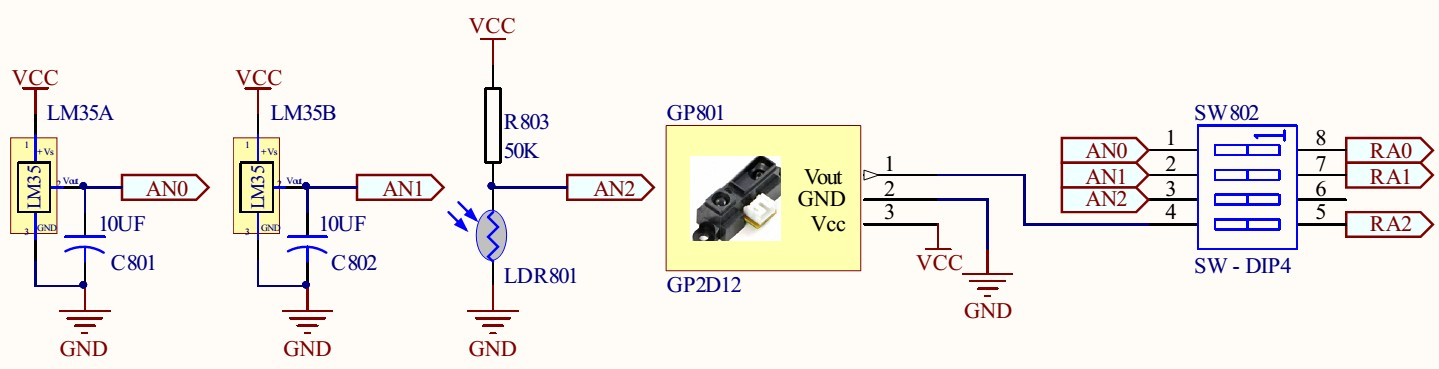 VCC
LM35A
1
+Vs
LM35
2
Vout
3
GND
10UF
C801
GND
AN0
VCC
LM35B
1
+Vs
LM35
2
Vout
3
GND
10UF
C802
GND
AN1
VCC
R803
50K
AN2
LDR801
GND
GP801
Vout
GND
Vcc
GP2D12
1
2
3
VCC
GND
SW802
AN0
AN1
AN2
1
2
3
4
1
8
7
6
5
RA0
RA1
RA2
SW - DIP4